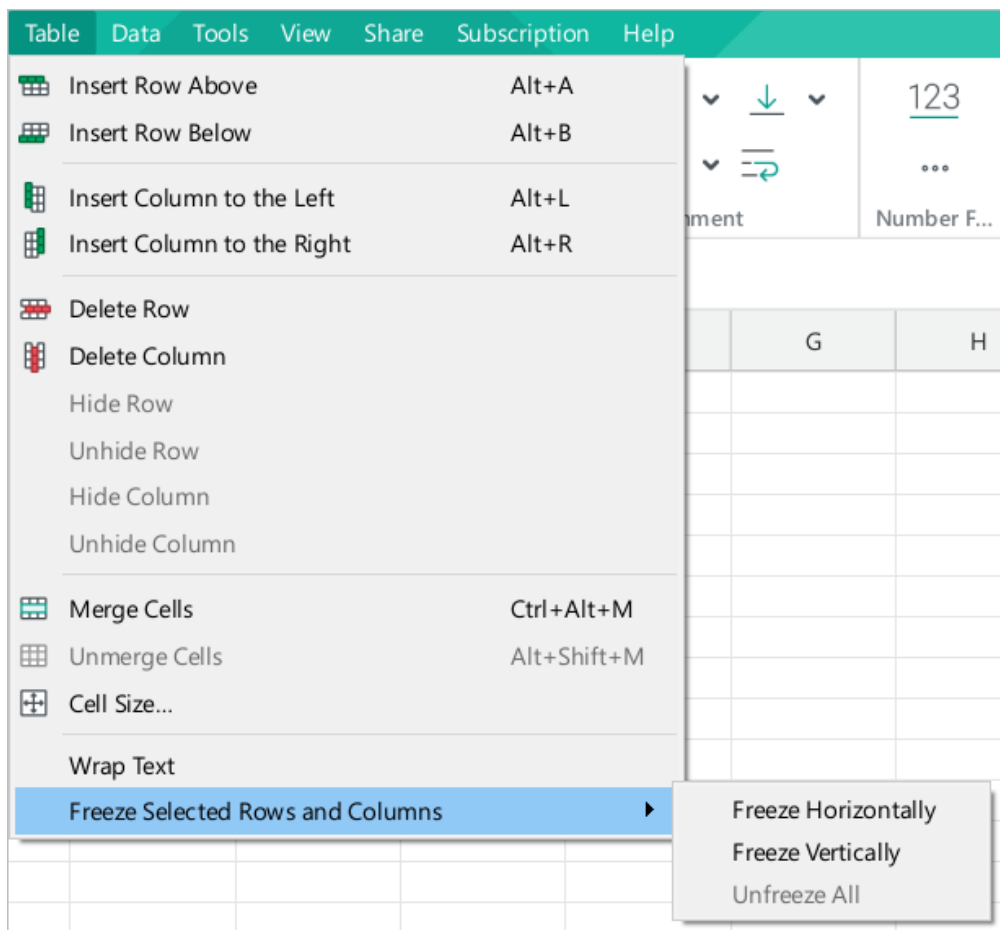 Table Data Tools View Share Subscription Help
Insert Row Above Alt+A
Insert Row Below Alt+B
Insert Column to the Left Alt+L
Insert Column to the Right Alt+R
Delete Row
Delete Column
Hide Row
Unhide Row
Hide Column
Unhide Column
Merge Cells Ctrl+Alt+M
Unmerge Cells Alt+Shift+M
Cell Size...
Wrap Text
Freeze Selected Rows and Columns
Freeze Horizontally
Freeze Vertically
Unfreeze All
123
Number F...
G H